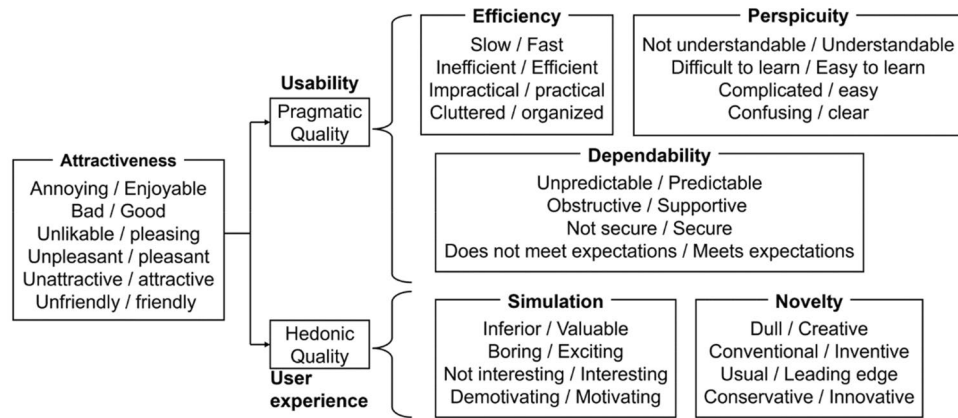 Attractiveness
Annoying / Enjoyable
Bad / Good
Unlikable / pleasing
Unpleasant / pleasant
Unattractive / attractive
Unfriendly / friendly
Usability
Pragmatic
Quality
Efficiency
Slow / Fast
Inefficient / Efficient
Impractical / practical
Cluttered / organized
Perspicuity
Not understandable / Understandable
Difficult to learn / Easy to learn
Complicated / easy
Confusing / clear
Dependability
Unpredictable / Predictable
Obstructive / Supportive
Not secure / Secure
Does not meet expectations / Meets expectations
Hedonic
Quality
User
experience
Simulation
Inferior / Valuable
Boring / Exciting
Not interesting / Interesting
Demotivating / Motivating
Novelty
Dull / Creative
Conventional / Inventive
Usual / Leading edge
Conservative / Innovative